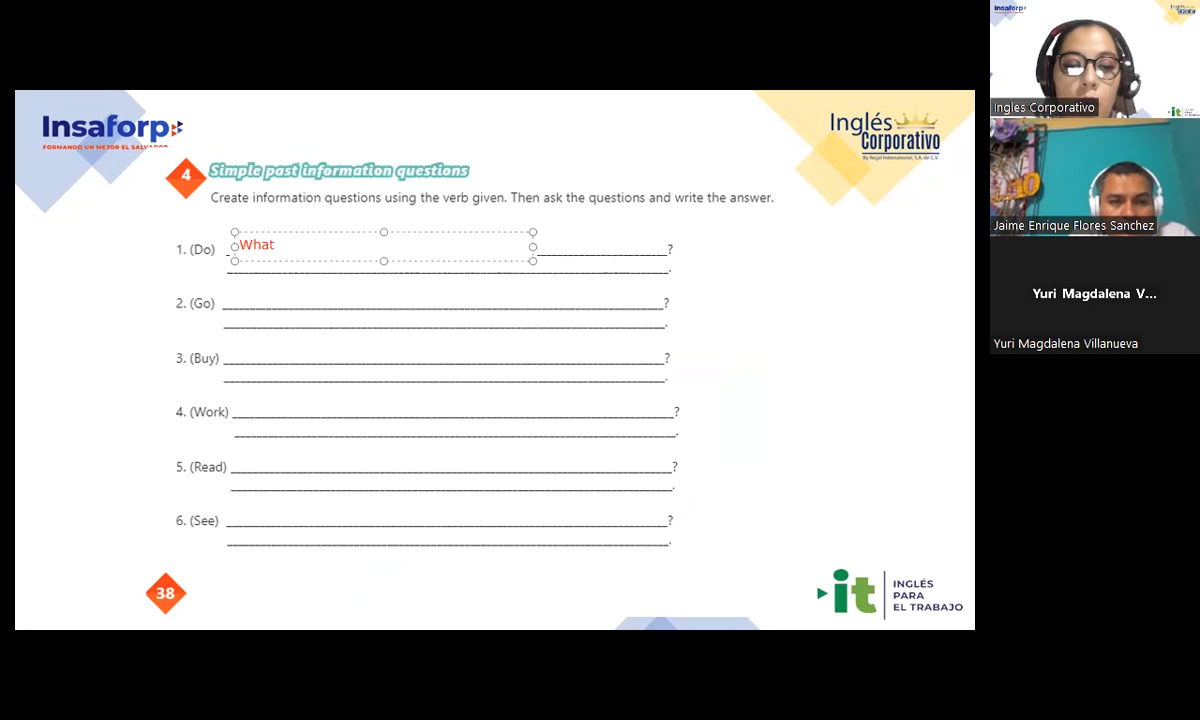 Insaforp
FORMANDO UN MEJOR EL SALVADOR
Inglés
Corporativo
By Regal International, S.A. de C.V.
4 Simple past information questions
Create information questions using the verb given. Then ask the questions and write the answer.
1. (Do) What ?
.
2. (Go) ?
.
3. (Buy) ?
.
4. (Work) ?
.
5. (Read) ?
.
6. (See) ?
.
38
it INGLÉS
PARA
EL TRABAJO
Insaforp
Ingles Corporativo
Jaime Enrique Flores Sanchez
Yuri Magdalena V...
Yuri Magdalena Villanueva